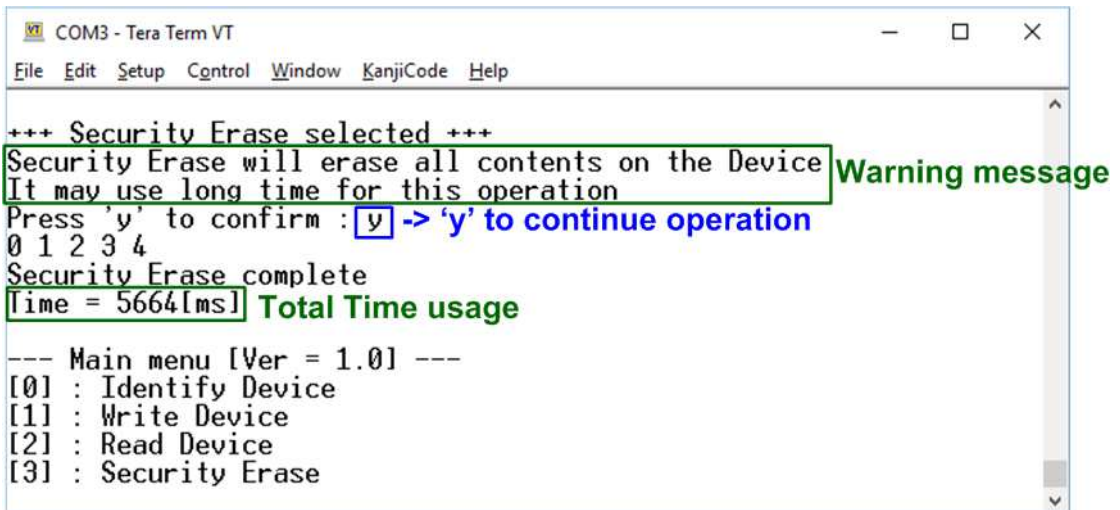 COM3 - Tera Term VT
File Edit Setup Control Window KanjiCode Help
+++ Security Erase selected +++
Security Erase will erase all contents on the Device
It may use long time for this operation
Warning message
Press 'y' to confirm : y -> ‘y’ to continue operation
0 1 2 3 4
Security Erase complete
Time = 5664[ms] Total Time usage
--- Main menu [Ver = 1.0] ---
[0] : Identify Device
[1] : Write Device
[2] : Read Device
[3] : Security Erase